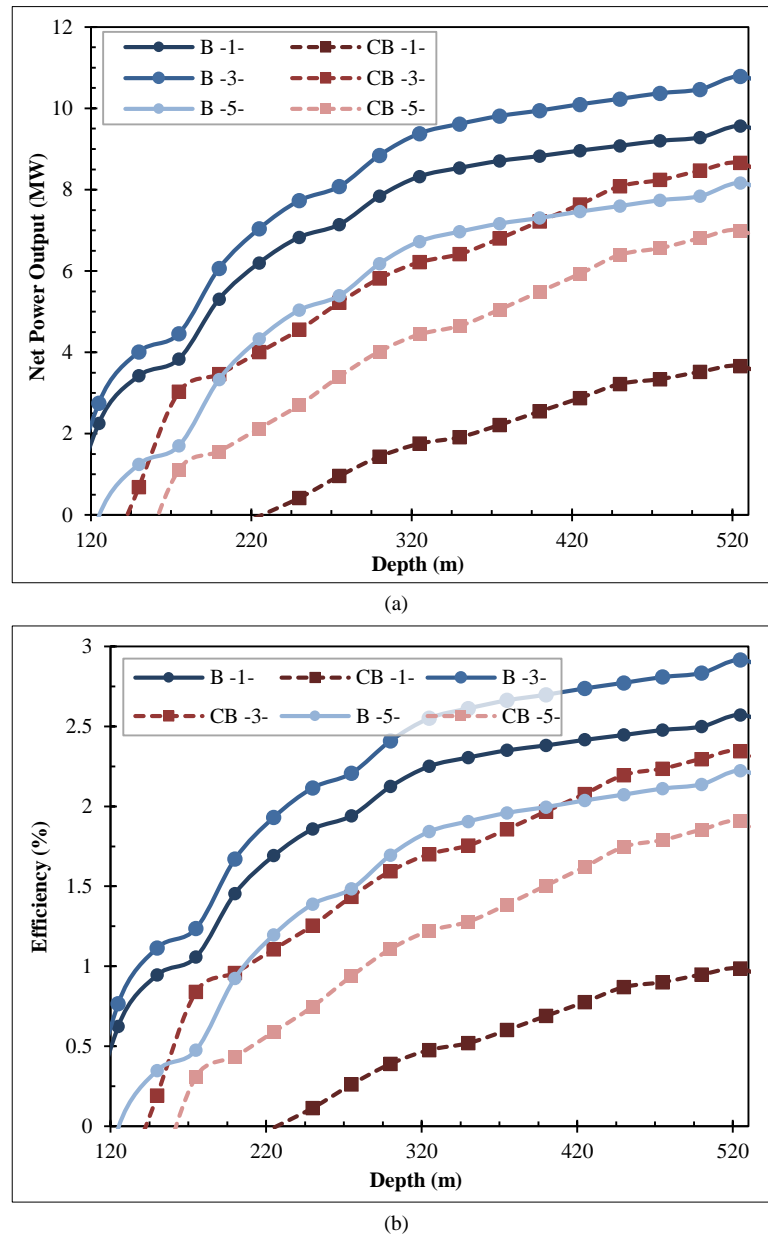 12
10
8
6
4
2
0
Net Power Output (MW)
B -1-
CB -1-
B -3-
CB -3-
B -5-
CB -5-
120
220
320
420
520
Depth (m)
(a)
3
2.5
2
1.5
1
0.5
0
Efficiency (%)
B -1-
CB -1-
B -3-
CB -3-
B -5-
CB -5-
120
220
320
420
520
Depth (m)
(b)